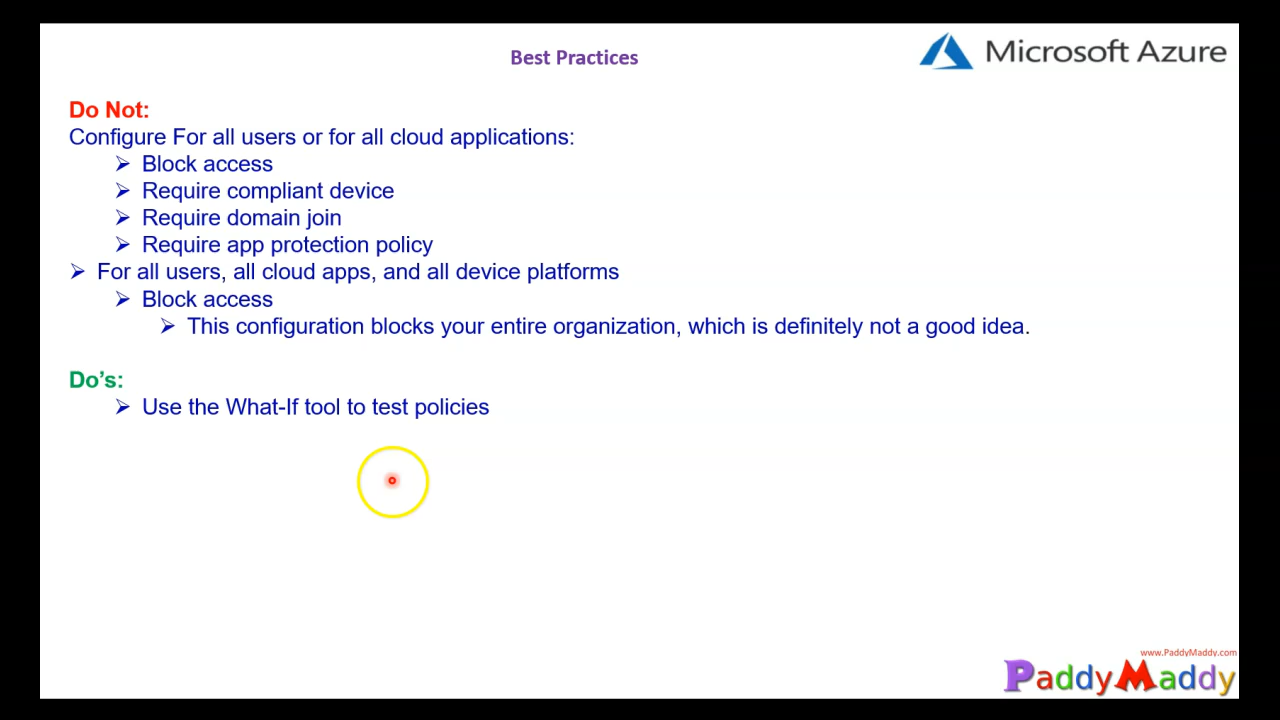 Best Practices
Microsoft Azure
Do Not:
Configure For all users or for all cloud applications:
➢ Block access
➢ Require compliant device
➢ Require domain join
➢ Require app protection policy
➢ For all users, all cloud apps, and all device platforms
➢ Block access
➢ This configuration blocks your entire organization, which is definitely not a good idea.
Do’s:
➢ Use the What-If tool to test policies
www.PaddyMaddy.com
PaddyMaddy